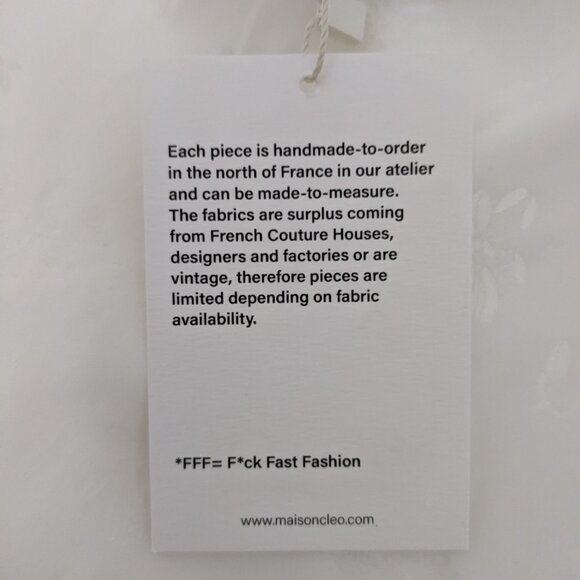 Each piece is handmade-to-order
in the north of France in our atelier
and can be made-to-measure.
The fabrics are surplus coming
from French Couture Houses,
designers and factories or are
vintage, therefore pieces are
limited depending on fabric
availability.
*FFF= F*ck Fast Fashion
www.maisoncleo.com